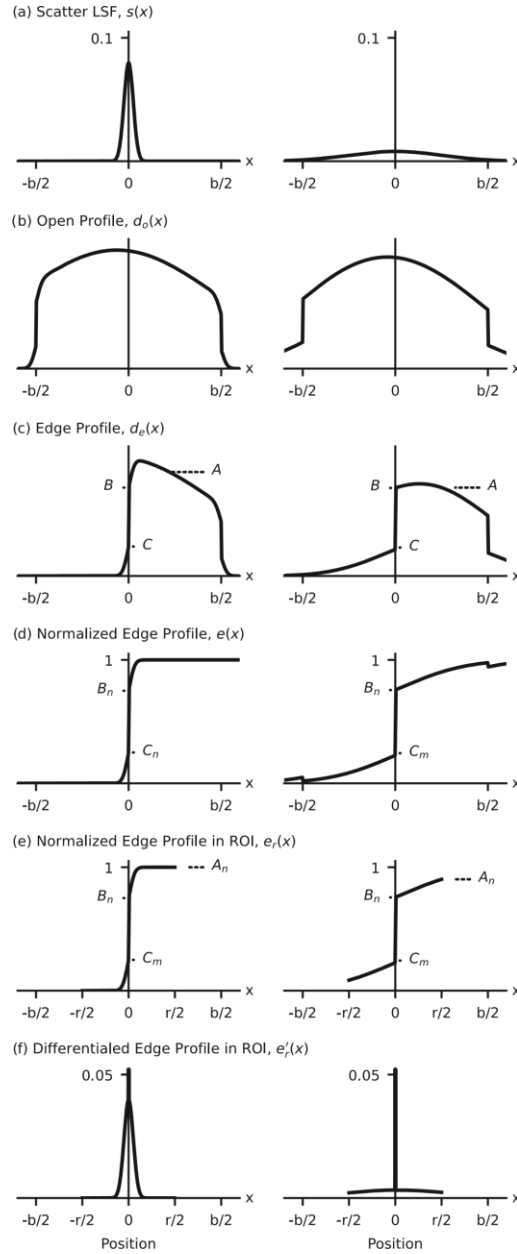 (a) Scatter LSF, s(x)
0.1 0.1
x x
-b/2 0 b/2 -b/2 0 b/2
(b) Open Profile, dₒ(x)
x x
-b/2 0 b/2 -b/2 0 b/2
(c) Edge Profile, dₑ(x)
A
B B A
C C
x x
-b/2 0 b/2 -b/2 0 b/2
(d) Normalized Edge Profile, e(x)
1 1
Bₙ Bₙ
Cₙ Cₘ
x x
-b/2 0 b/2 -b/2 0 b/2
(e) Normalized Edge Profile in ROI, eᵣ(x)
1 Aₙ 1 Aₙ
Bₙ Bₙ
Cₘ Cₘ
x x
-b/2 -r/2 0 r/2 b/2 -b/2 -r/2 0 r/2 b/2
(f) Differentialed Edge Profile in ROI, e′ᵣ(x)
0.05 0.05
x x
-b/2 -r/2 0 r/2 b/2 -b/2 -r/2 0 r/2 b/2
Position Position